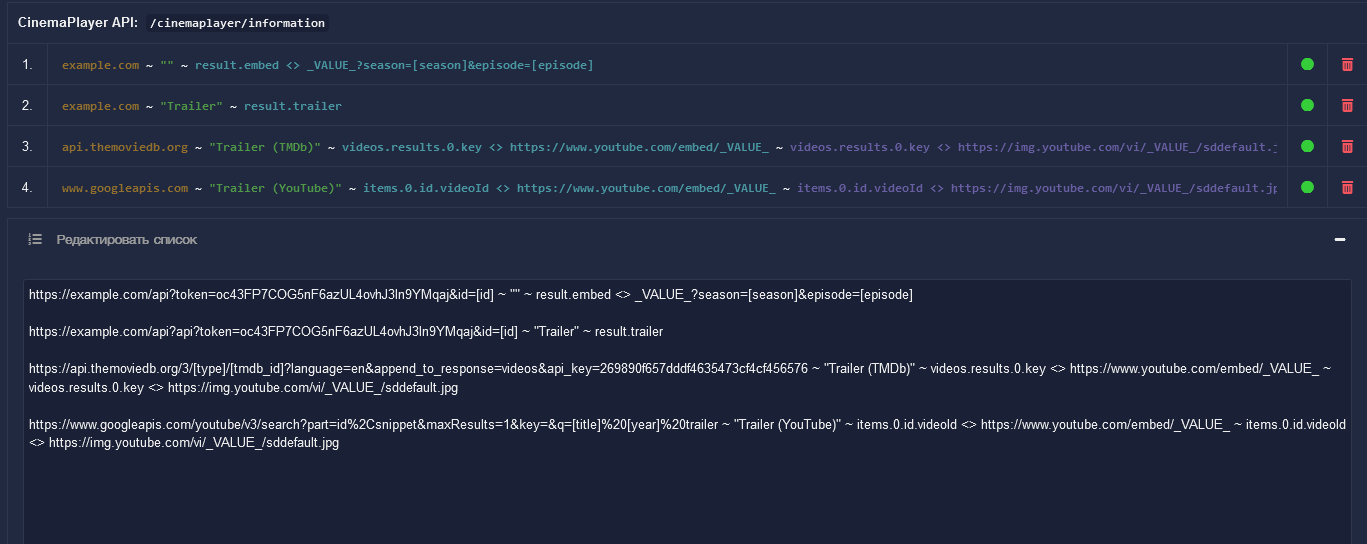 CinemaPlayer API: /cinemaplayer/information
1. example.com ~ "" ~ result.embed <> _VALUE_?season=[season]&episode=[episode]
2. example.com ~ "Trailer" ~ result.trailer
3. api.themoviedb.org ~ "Trailer (TMDb)" ~ videos.results.0.key <> https://www.youtube.com/embed/_VALUE_ ~ videos.results.0.key <> https://img.youtube.com/vi/_VALUE_/sddefault.j
4. www.googleapis.com ~ "Trailer (YouTube)" ~ items.0.id.videoId <> https://www.youtube.com/embed/_VALUE_ ~ items.0.id.videoId <> https://img.youtube.com/vi/_VALUE_/sddefault.jp
Редактировать список
https://example.com/api?token=oc43FP7COG5nF6azUL4ovhJ3ln9YMqaj&id=[id] ~ "" ~ result.embed <> _VALUE_?season=[season]&episode=[episode]
https://example.com/api?api?token=oc43FP7COG5nF6azUL4ovhJ3ln9YMqaj&id=[id] ~ "Trailer" ~ result.trailer
https://api.themoviedb.org/3/[type]/[tmdb_id]?language=en&append_to_response=videos&api_key=269890f657dddf4635473cf4cf456576 ~ "Trailer (TMDb)" ~ videos.results.0.key <> https://www.youtube.com/embed/_VALUE_ ~
videos.results.0.key <> https://img.youtube.com/vi/_VALUE_/sddefault.jpg
https://www.googleapis.com/youtube/v3/search?part=id%2Csnippet&maxResults=1&key=&q=[title]%20[year]%20trailer ~ "Trailer (YouTube)" ~ items.0.id.videoId <> https://www.youtube.com/embed/_VALUE_ ~ items.0.id.videoId
<> https://img.youtube.com/vi/_VALUE_/sddefault.jpg